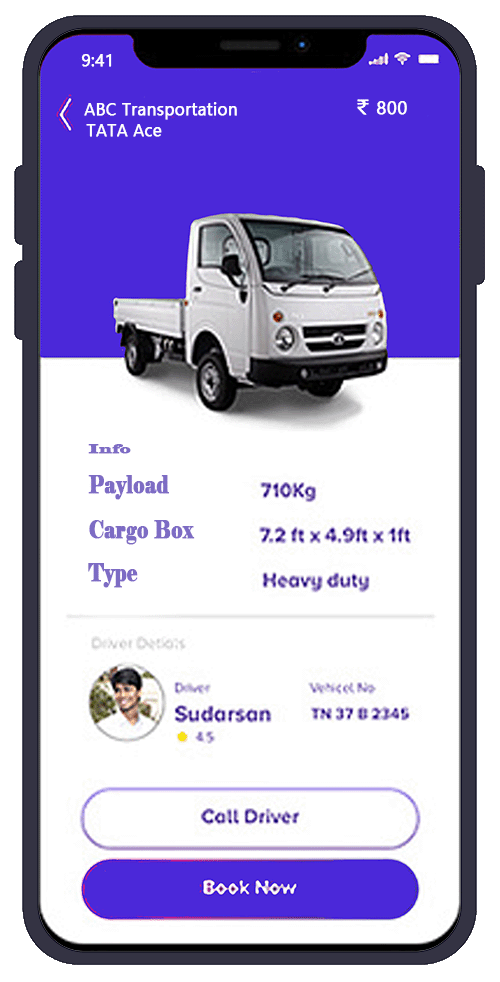 9:41
ABC Transportation
₹ 800
TATA Ace
Info
Payload 710Kg
Cargo Box 7.2 ft x 4.9ft x 1ft
Type Heavy duty
Driver Detials
Driver Vehicel No
Sudarsan TN 37 B 2345
4.5
Call Driver
Book Now